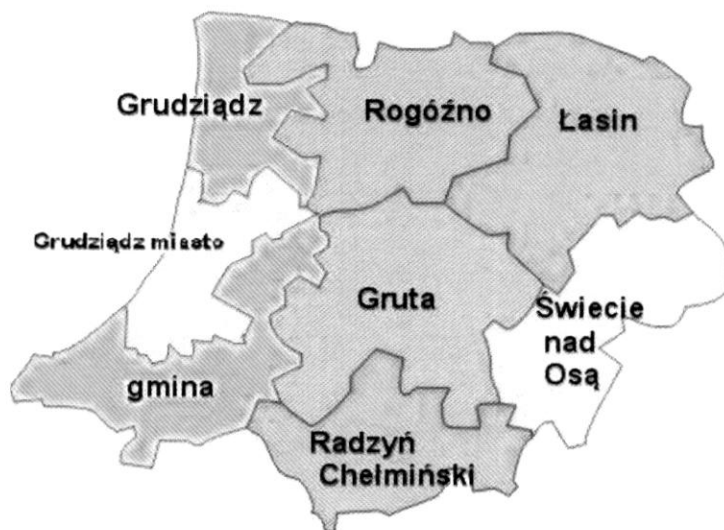 Grudziądz
Rogóźno
Łasin
Grudziądz miasto
Gruta
Świecie
nad
Osą
gmina
Radzyń
Chełmiński